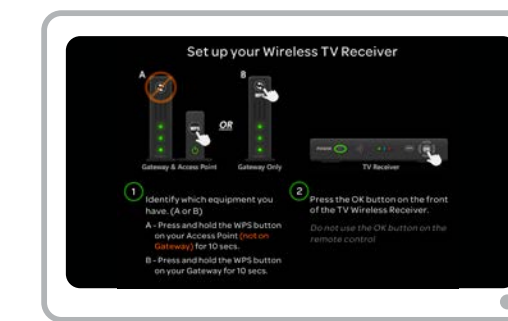 Set up your Wireless TV Receiver
A
B
WPS
WPS
OR
POWER
Gateway & Access Point
Gateway Only
TV Receiver
1
Identify which equipment you
have. (A or B)
A - Press and hold the WPS button
on your Access Point (not on
Gateway) for 10 secs.
B - Press and hold the WPS button
on your Gateway for 10 secs.
2
Press the OK button on the front
of the TV Wireless Receiver.
Do not use the OK button on the
remote control